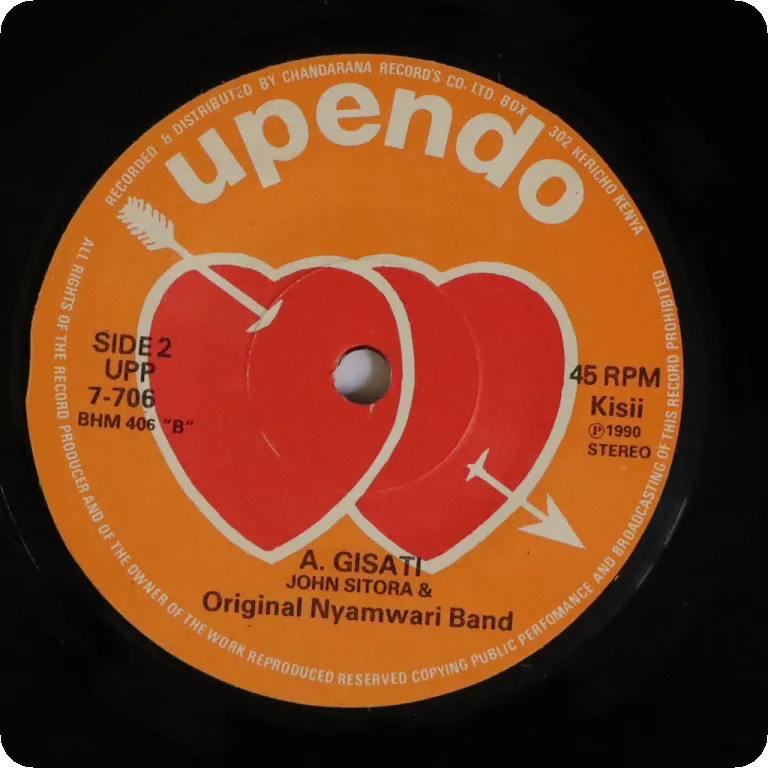 RECORDED & DISTRIBUTED BY CHANDARANA RECORD'S CO. LTD. BOX 302 KERICHO KENYA
upendo
SIDE 2
UPP
7-706
BHM 406 "B"
45 RPM
Kisii
Ⓟ1990
STEREO
A. GISATI
JOHN SITORA &
Original Nyamwari Band
ALL RIGHTS OF THE RECORD PRODUCER AND OF THE OWNER OF THE WORK REPRODUCED RESERVED COPYING PUBLIC PERFOMANCE AND BROADCASTING OF THIS RECORD PROHIBITED